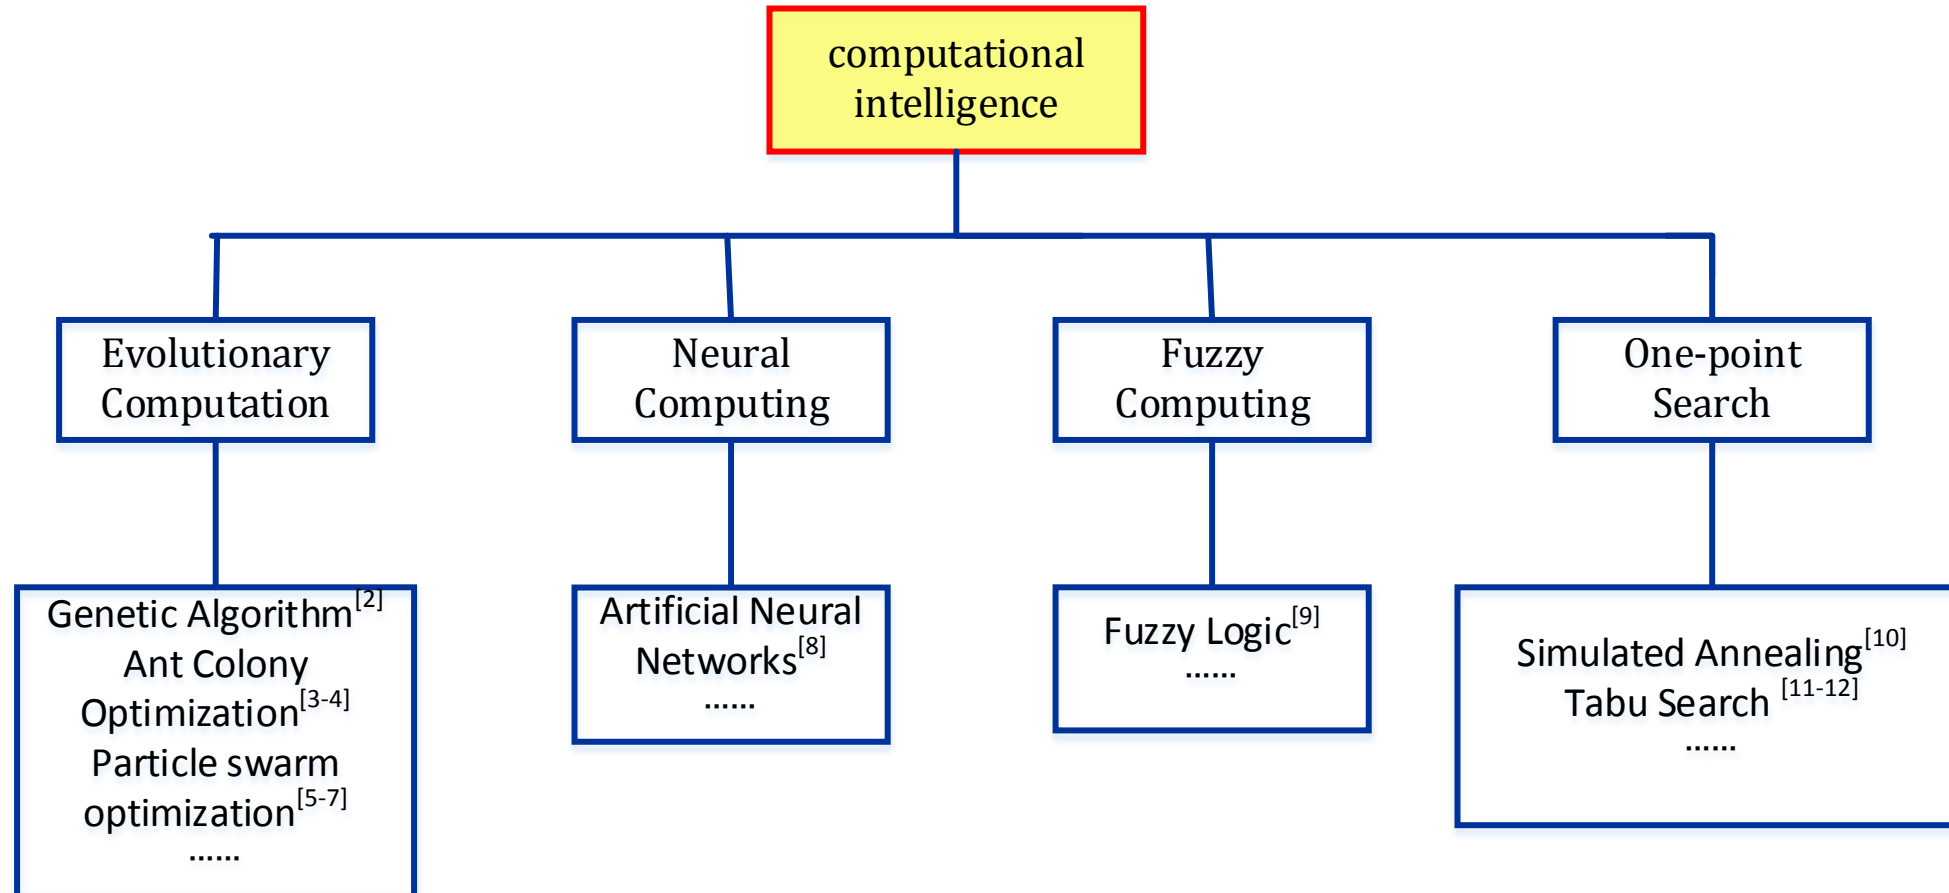 computational
intelligence
Evolutionary
Computation
Neural
Computing
Fuzzy
Computing
One-point
Search
Genetic Algorithm[2]
Ant Colony
Optimization[3-4]
Particle swarm
optimization[5-7]
......
Artificial Neural
Networks[8]
......
Fuzzy Logic[9]
......
Simulated Annealing[10]
Tabu Search [11-12]
......